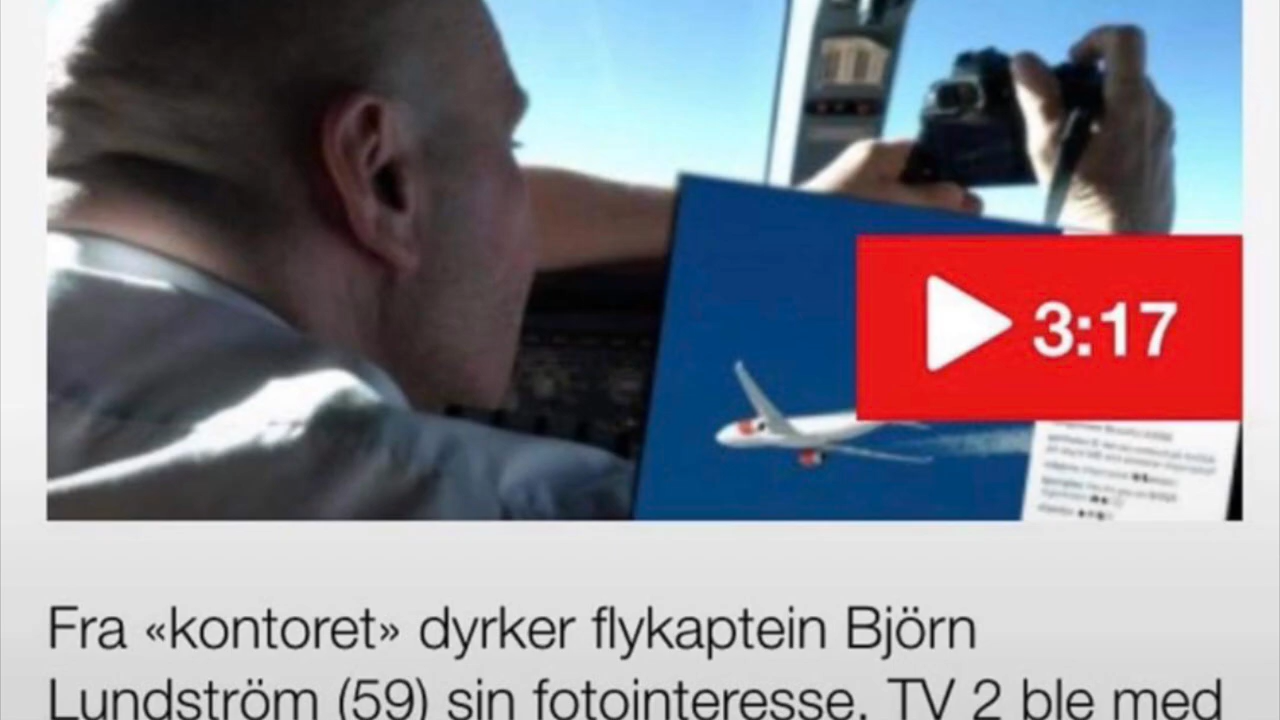 3:17
Fra «kontoret» dyrker flykaptein Björn
Lundström (59) sin fotointeresse. TV 2 ble med